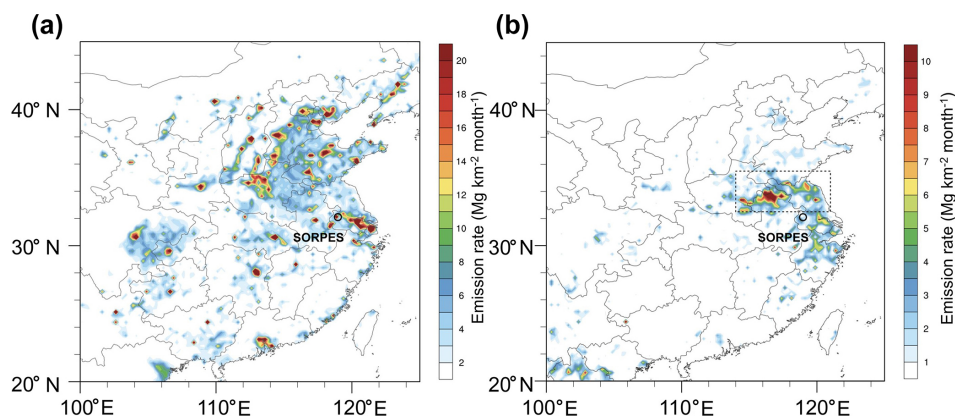 (a)
(b)
40° N
30° N
20° N
100° E
110° E
120° E
SORPES
20
18
16
14
12
10
8
6
4
2
Emission rate (Mg km⁻² month⁻¹)
40° N
30° N
20° N
100° E
110° E
120° E
SORPES
10
9
8
7
6
5
4
3
2
1
Emission rate (Mg km⁻² month⁻¹)